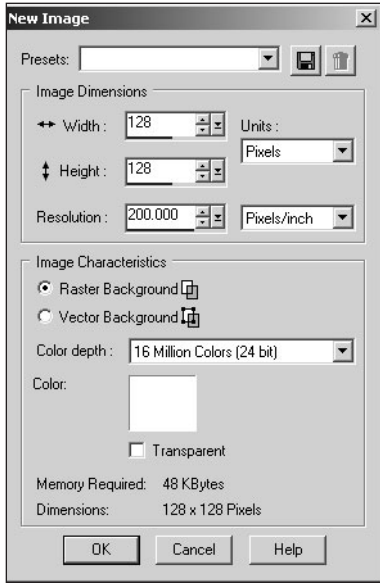 New Image
Presets:
Image Dimensions
Width : 128 Units :
Pixels
Height : 128
Resolution : 200.000 Pixels/inch
Image Characteristics
Raster Background
Vector Background
Color depth : 16 Million Colors (24 bit)
Color:
Transparent
Memory Required: 48 KBytes
Dimensions: 128 x 128 Pixels
OK Cancel Help